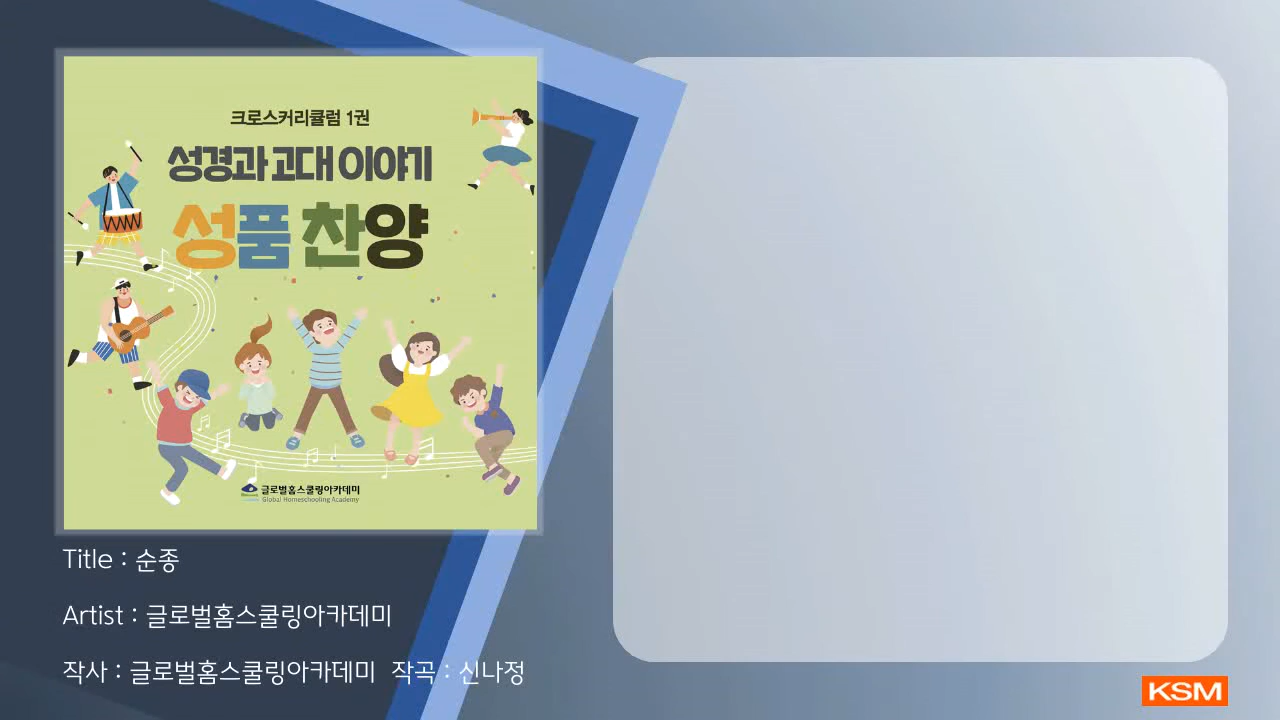 크로스커리큘럼 1권
성경과 고대 이야기
성품 찬양
글로벌홈스쿨링아카데미
Global Homeschooling Academy
Title : 순종
Artist : 글로벌홈스쿨링아카데미
작사 : 글로벌홈스쿨링아카데미 작곡 : 신나정
KSM